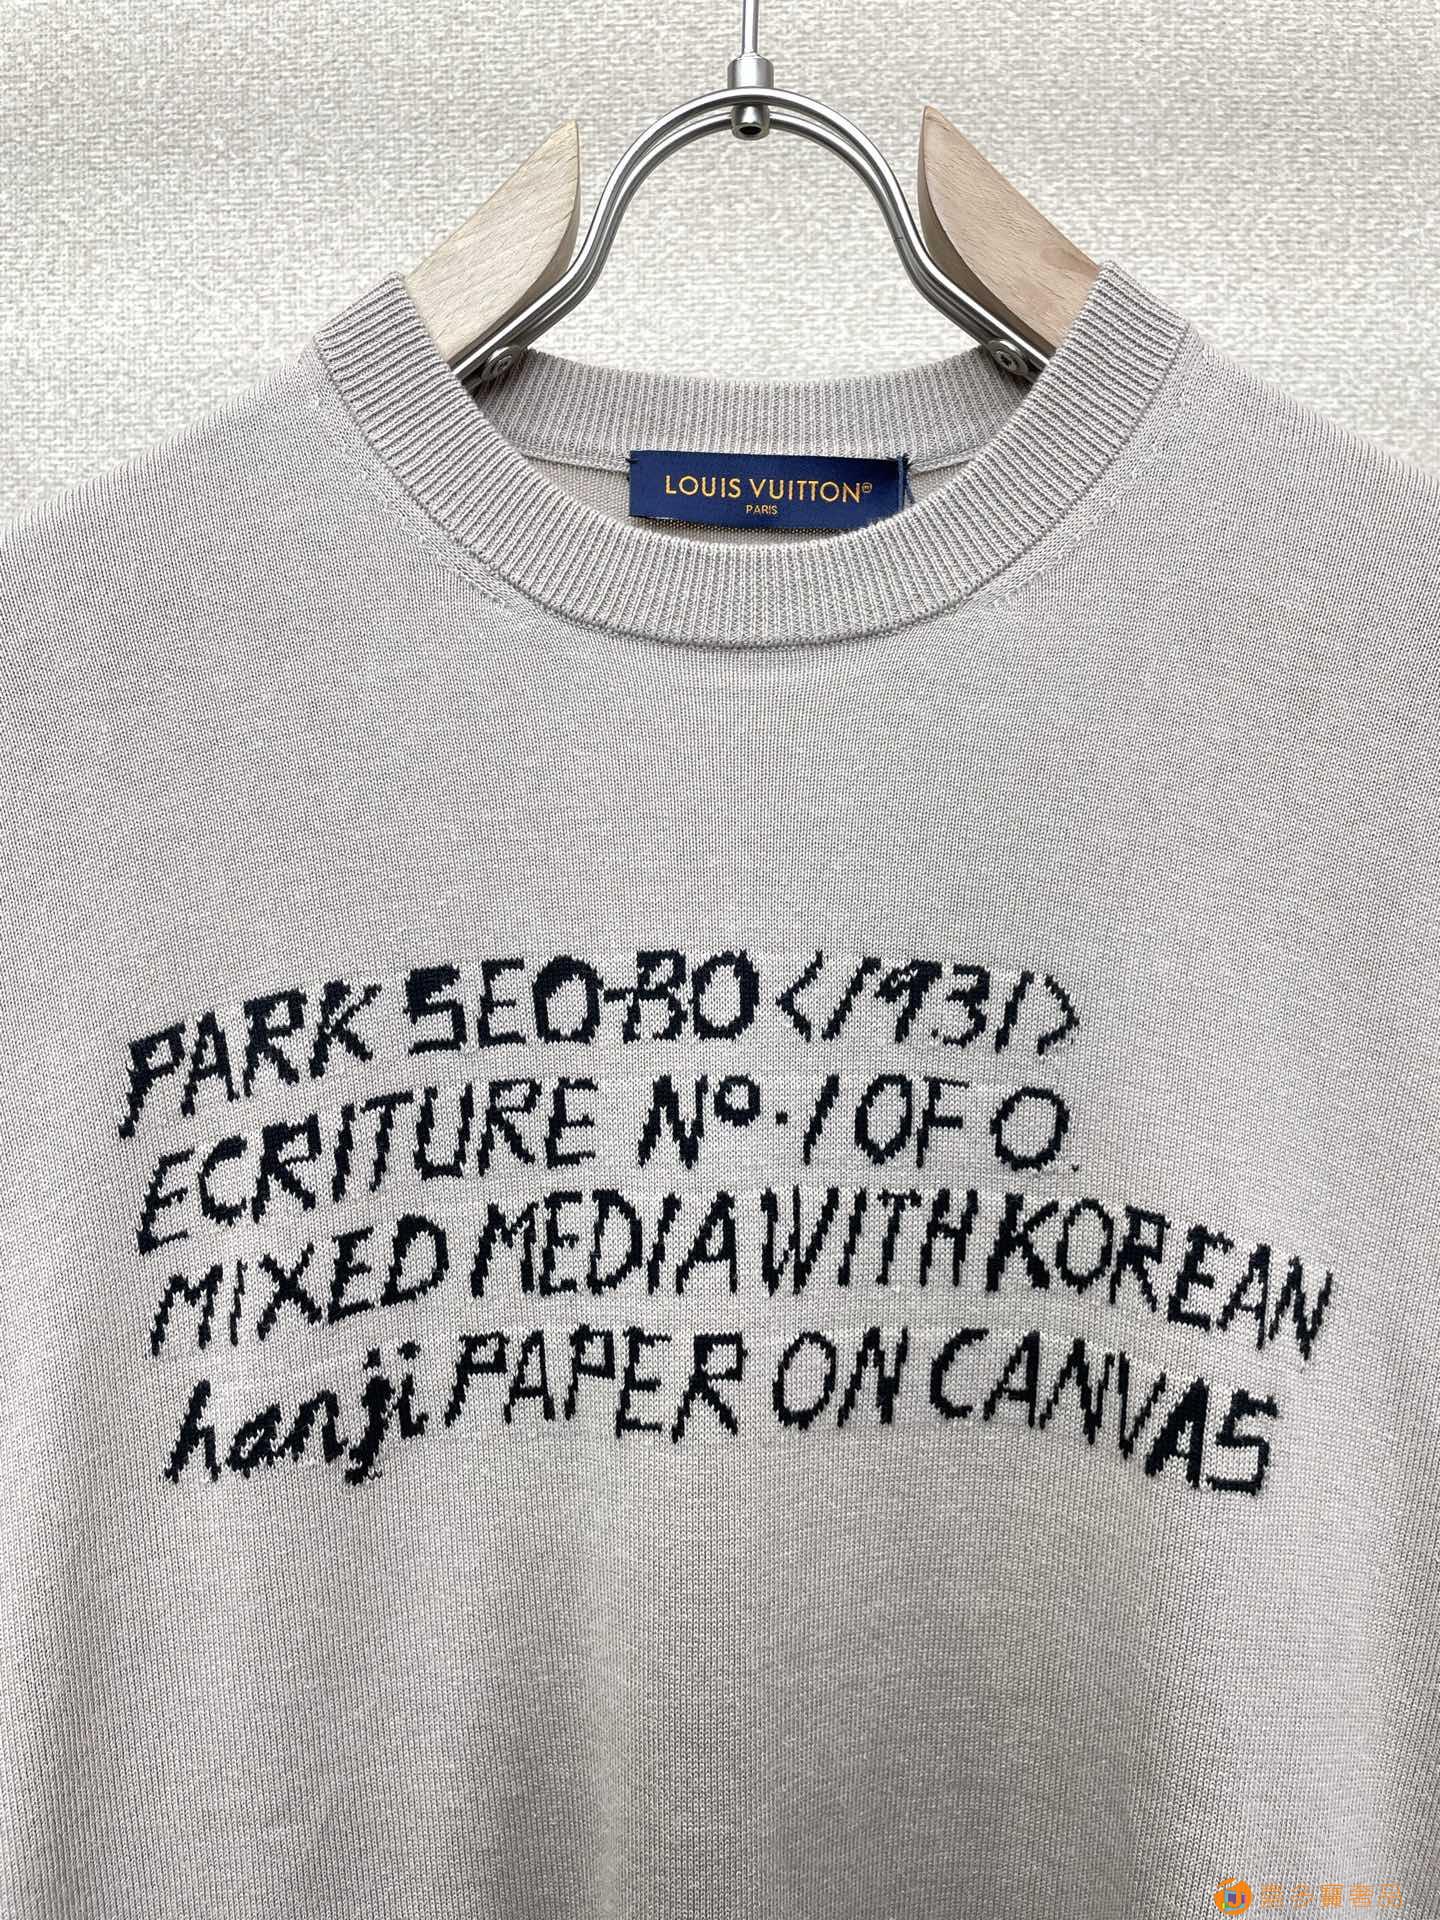 LOUIS VUITTON
PARIS
PARK SEO-BO <1931>
ECRITURE No. 1 OF 0.
MIXED MEDIA WITH KOREAN
hanji PAPER ON CANVAS